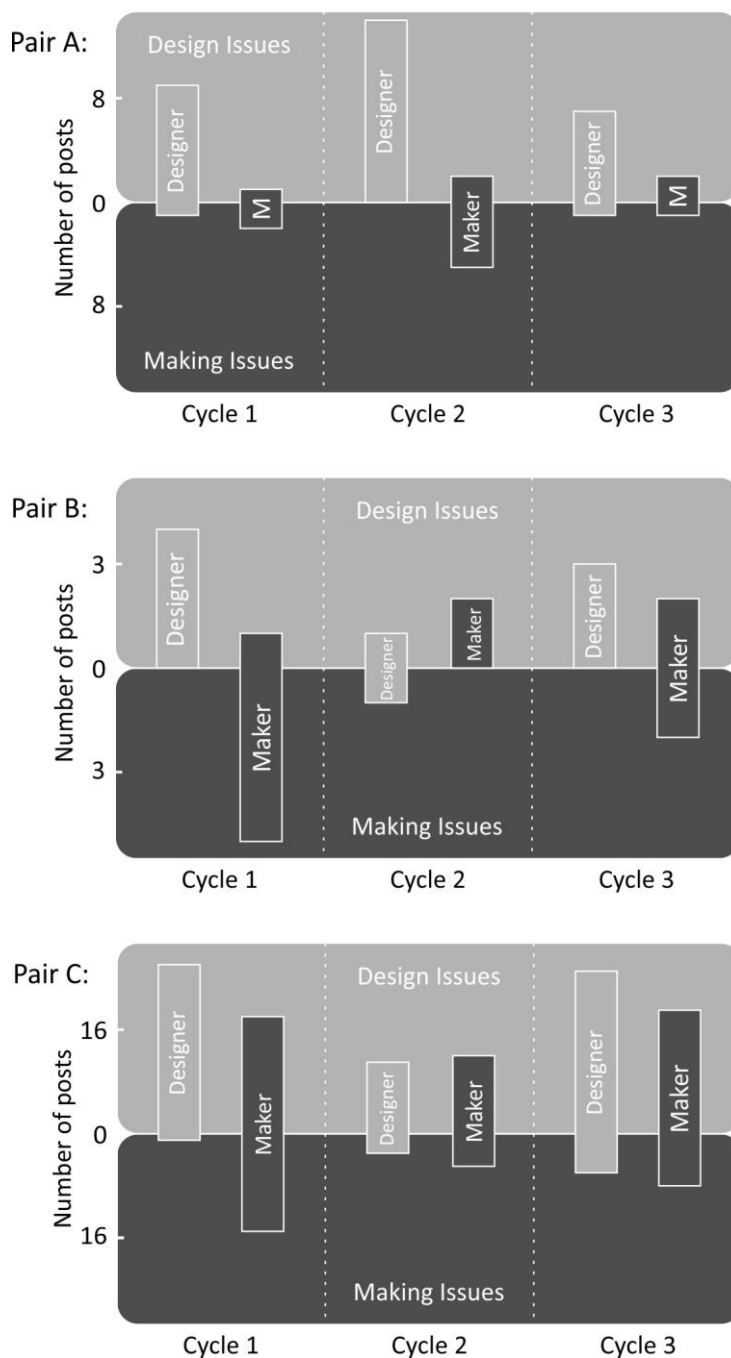 Pair A:
Design Issues
Number of posts
8
0
8
Designer
M
Designer
Maker
Designer
M
Making Issues
Cycle 1
Cycle 2
Cycle 3
Pair B:
Design Issues
Number of posts
3
0
3
Designer
Maker
Designer
Maker
Designer
Maker
Making Issues
Cycle 1
Cycle 2
Cycle 3
Pair C:
Design Issues
Number of posts
16
0
16
Designer
Maker
Designer
Maker
Designer
Maker
Making Issues
Cycle 1
Cycle 2
Cycle 3